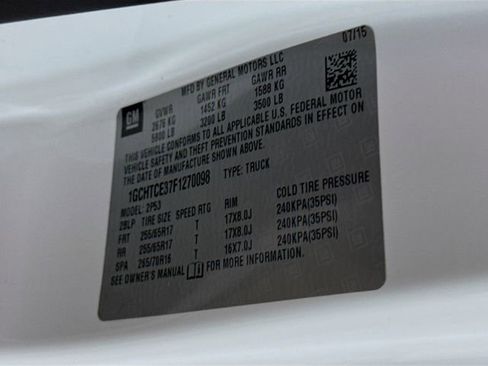 07/15
MFD BY GENERAL MOTORS LLC
GM GVWR GAWR FRT GAWR RR
2676 KG 1452 KG 1588 KG
5900 LB 3200 LB 3500 LB
THIS VEHICLE CONFORMS TO ALL APPLICABLE U.S. FEDERAL MOTOR
VEHICLE SAFETY AND THEFT PREVENTION STANDARDS IN EFFECT ON
THE DATE OF MANUFACTURE SHOWN ABOVE.
1GCHTCE37F1270098 TYPE: TRUCK
MODEL: 2P53
2BLP TIRE SIZE SPEED RTG RIM COLD TIRE PRESSURE
FRT 255/65R17 T 17X8.0J 240KPA(35PSI)
RR 255/65R17 T 17X8.0J 240KPA(35PSI)
SPA 265/70R16 T 16X7.0J 240KPA(35PSI)
SEE OWNER'S MANUAL FOR MORE INFORMATION.